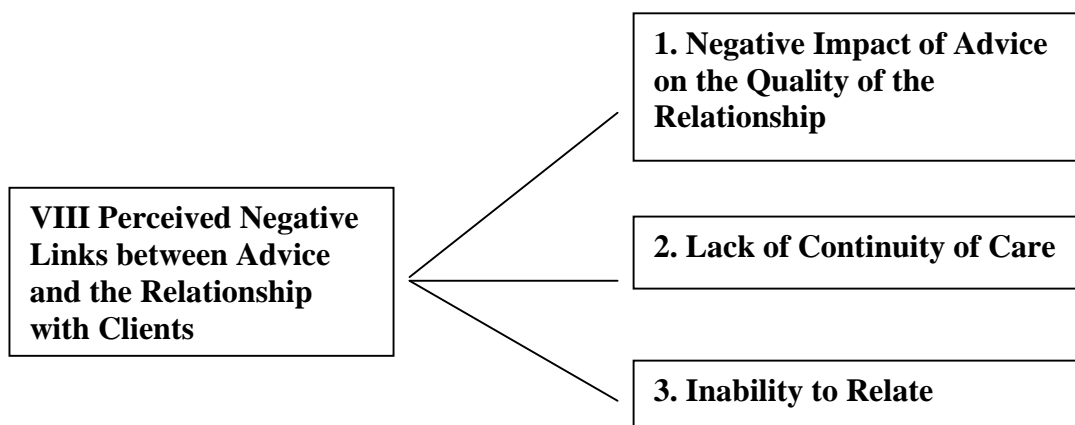 VIII Perceived Negative
Links between Advice
and the Relationship
with Clients
1. Negative Impact of Advice
on the Quality of the
Relationship
2. Lack of Continuity of Care
3. Inability to Relate